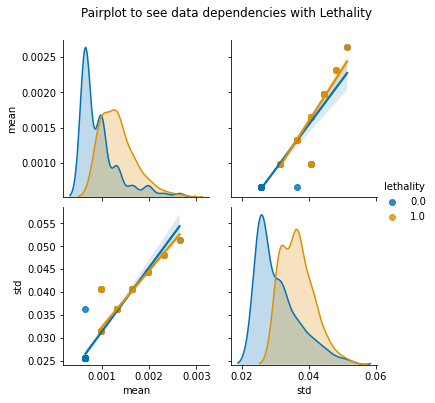 Pairplot to see data dependencies with Lethality
0.0025
0.0020
0.0015
0.0010
mean
lethality
0.0
1.0
0.055
0.050
0.045
0.040
0.035
0.030
0.025
std
0.001 0.002 0.003
mean
0.02 0.04 0.06
std